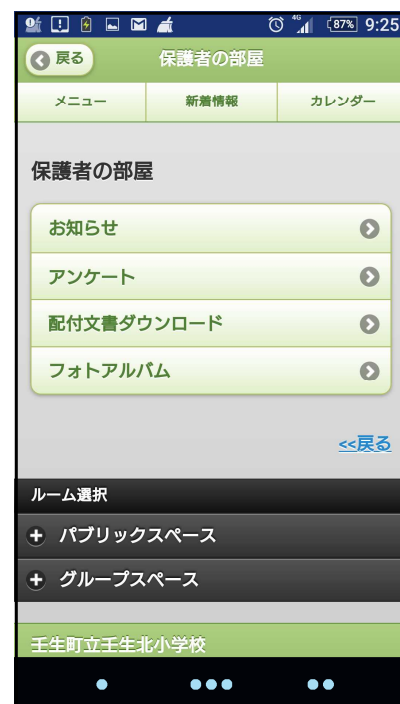 4G 87% 9:25
戻る 保護者の部屋
メニュー 新着情報 カレンダー
保護者の部屋
お知らせ
アンケート
配付文書ダウンロード
フォトアルバム
<<戻る
ルーム選択
パブリックスペース
グループスペース
壬生町立壬生北小学校